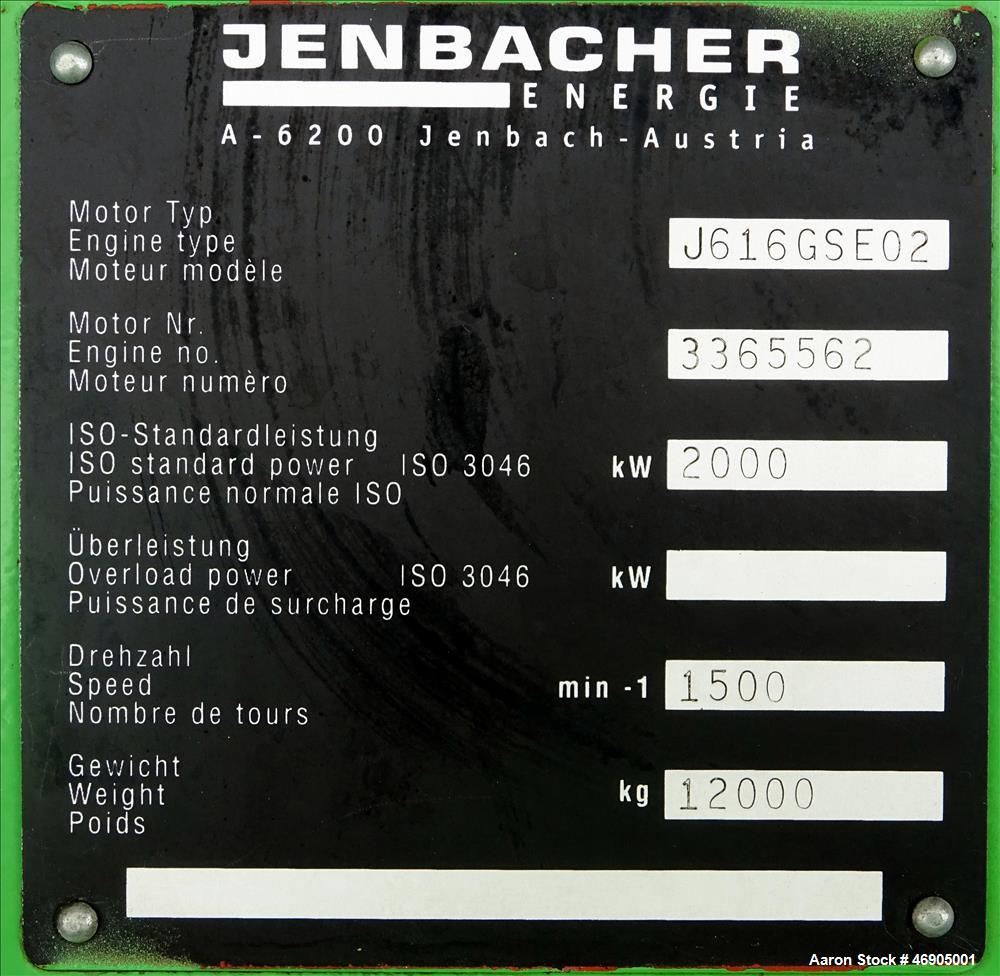 JENBACHER
ENERGIE
A-6200 Jenbach-Austria
Motor Typ
Engine type J616GSE02
Moteur modèle
Motor Nr.
Engine no. 3365562
Moteur numèro
ISO-Standardleistung
ISO standard power ISO 3046 kW 2000
Puissance normale ISO
Überleistung
Overload power ISO 3046 kW
Puissance de surcharge
Drehzahl
Speed min -1 1500
Nombre de tours
Gewicht
Weight kg 12000
Poids
Aaron Stock # 46905001